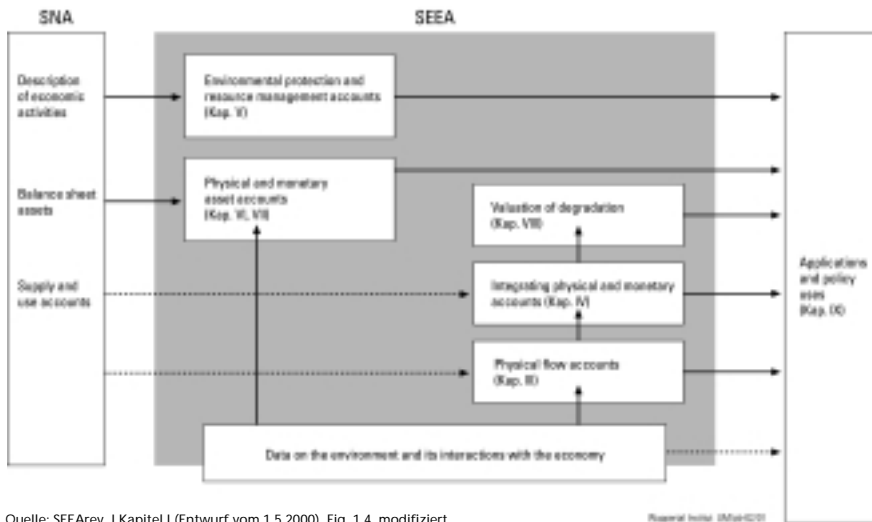 SNA
SEEA
Description
of economic
activities
Environmental protection and
resource management accounts
(Kap. V)
Balance sheet
assets
Physical and monetary
asset accounts
(Kap. VI, VII)
Valuation of degradation
(Kap. VIII)
Supply and
use accounts
Integrating physical and monetary
accounts (Kap. IV)
Applications
and policy
uses
(Kap. IX)
Physical flow accounts
(Kap. III)
Data on the environment and its interactions with the economy
Quelle: SEEArev, I Kapitel I (Entwurf vom 1.5.2000), Fig. 1.4, modifiziert